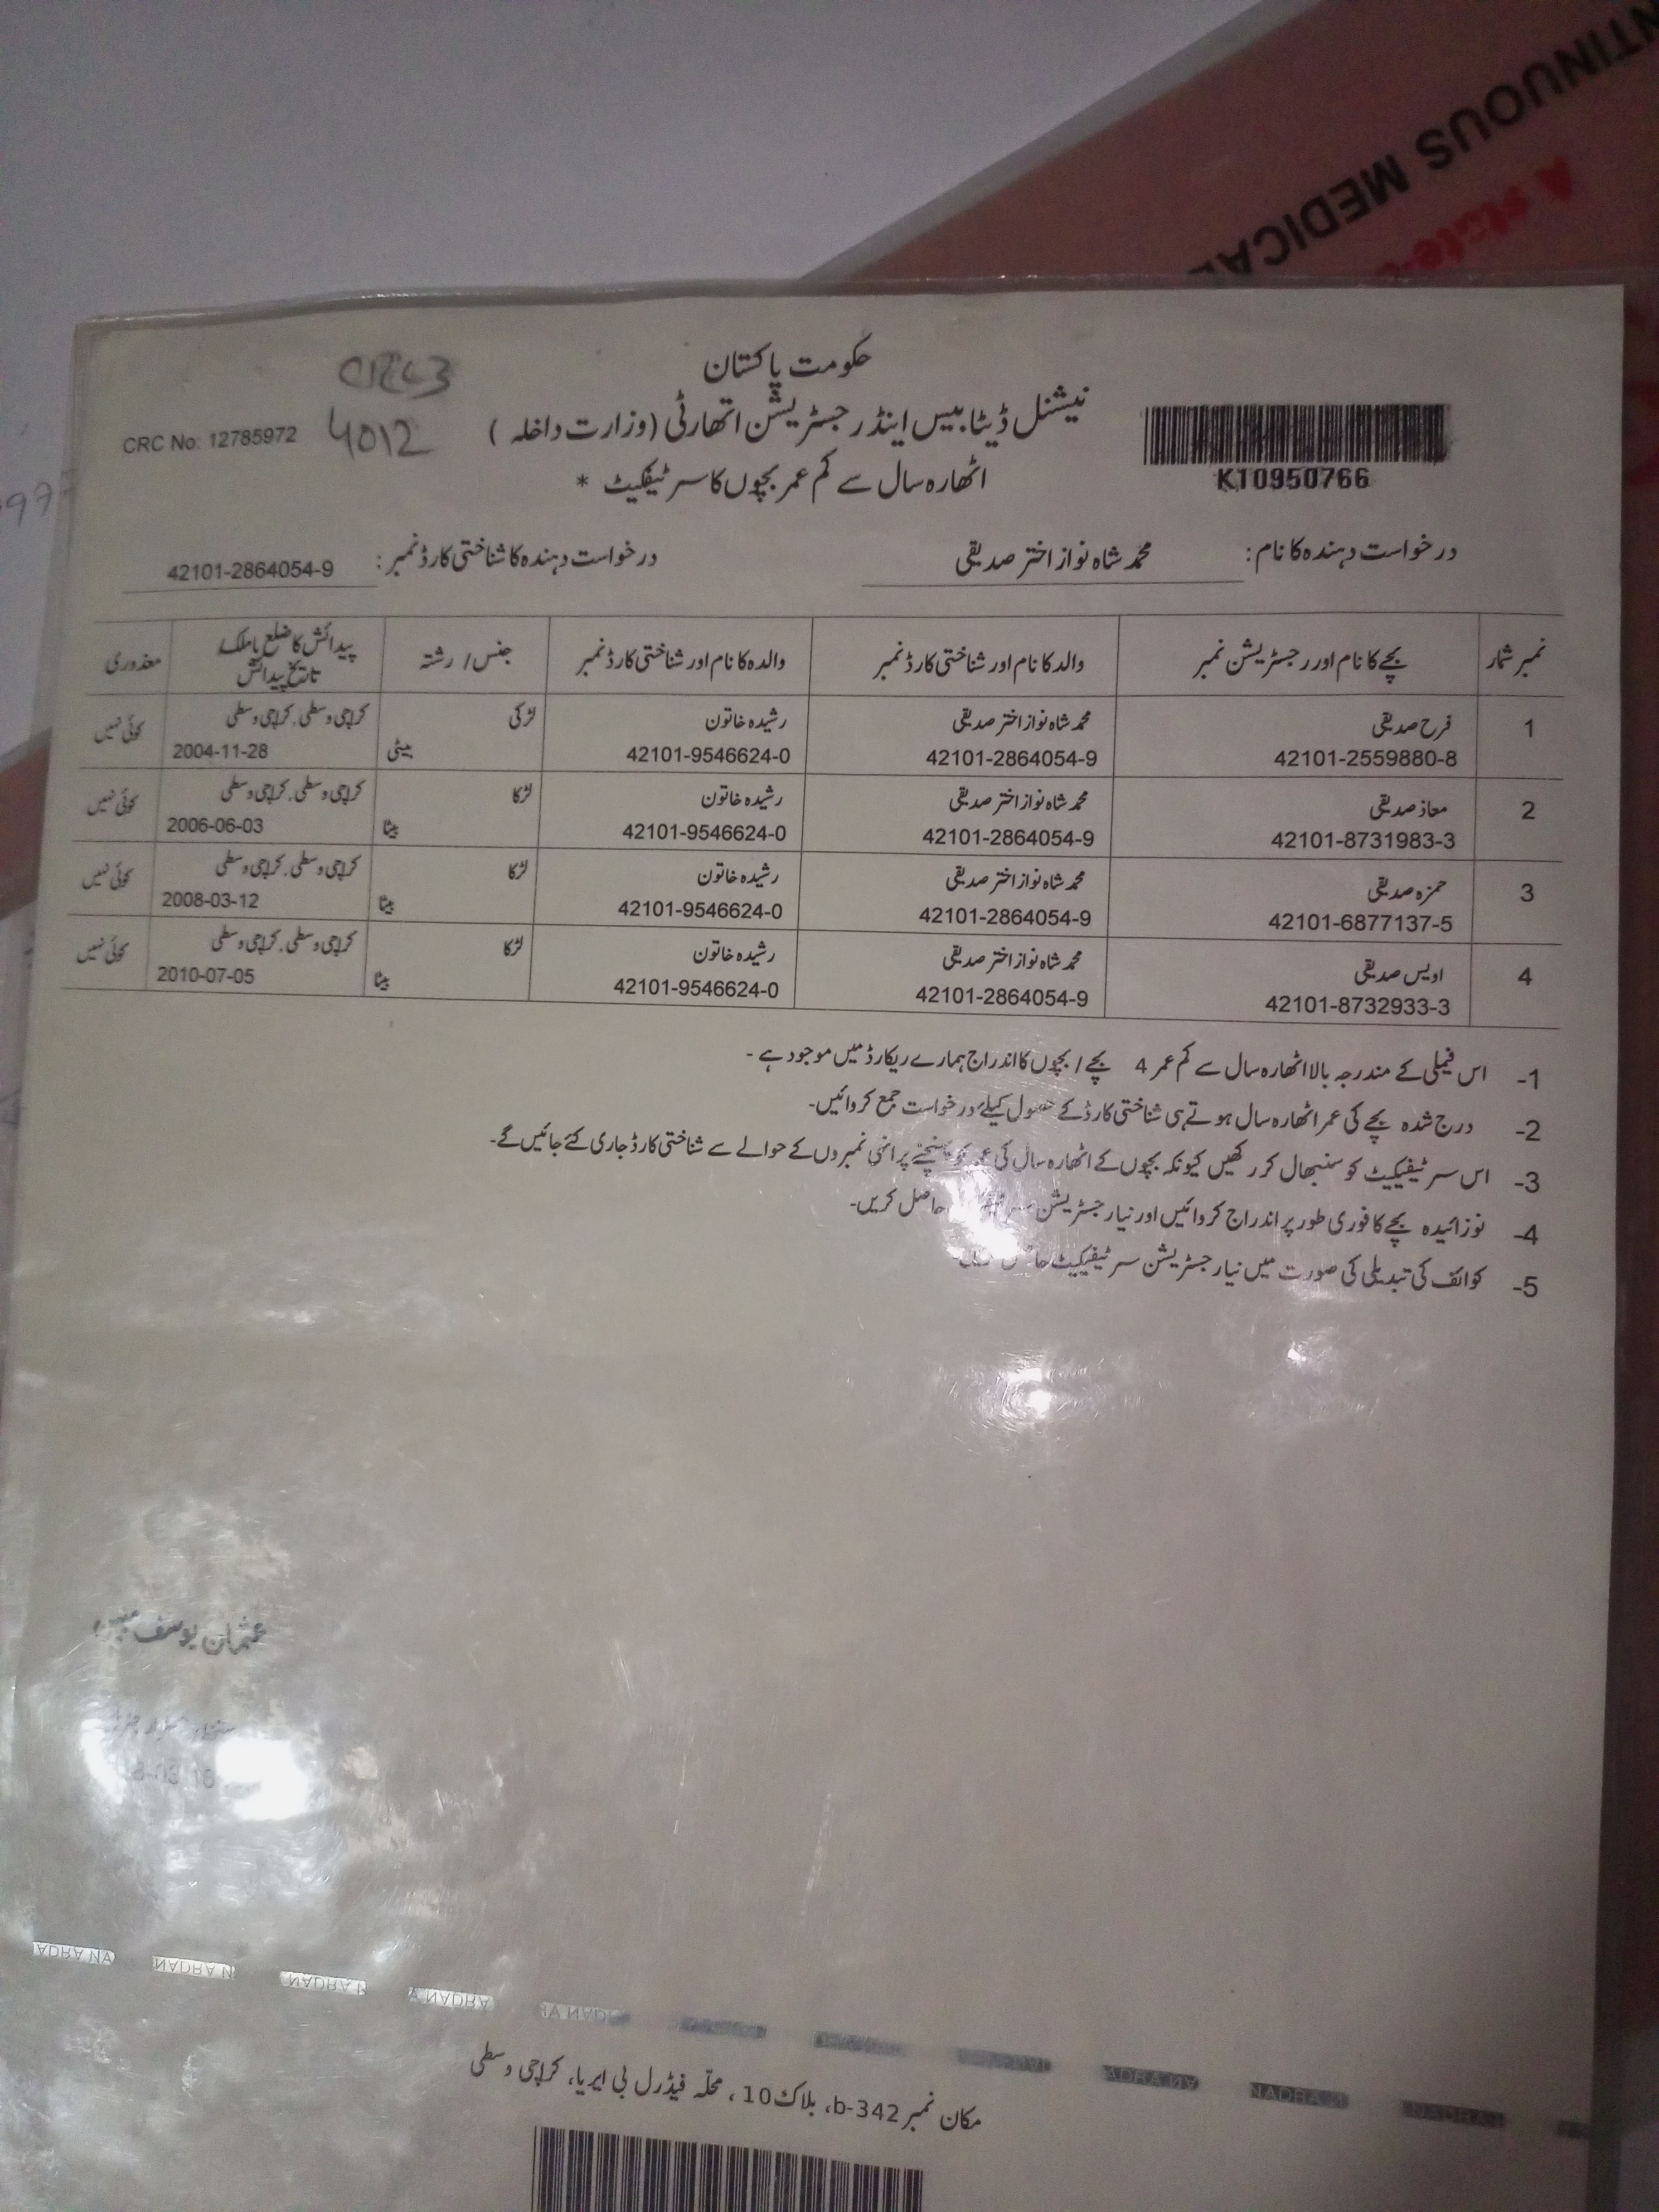 CONTINUOUS MEDICAL
A state
حکومت پاکستان
نیشنل ڈیٹا بیس اینڈ رجسٹریشن اتھارٹی (وزارت داخلہ)
اٹھارہ سال سے کم عمر بچوں کا سرٹیفکیٹ *
CRC No: 12785972
4012
K10950766
درخواست دہندہ کا نام: محمد شاہ نواز اختر صدیقی درخواست دہندہ کا شناختی کارڈ نمبر: 42101-2864054-9
نمبر شمار بچے کا نام اور رجسٹریشن نمبر والد کا نام اور شناختی کارڈ نمبر والدہ کا نام اور شناختی کارڈ نمبر جنس / رشتہ پیدائش کا ضلع یا ملک معذوری
تاریخ پیدائش
1 فرح صدیقی محمد شاہ نواز اختر صدیقی رشیدہ خاتون لڑکی کراچی وسطی، کراچی وسطی کوئی نہیں
42101-2559880-8 42101-2864054-9 42101-9546624-0 بیٹی 2004-11-28
2 معاذ صدیقی محمد شاہ نواز اختر صدیقی رشیدہ خاتون لڑکا کراچی وسطی، کراچی وسطی کوئی نہیں
42101-8731983-3 42101-2864054-9 42101-9546624-0 بیٹا 2006-06-03
3 حمزہ صدیقی محمد شاہ نواز اختر صدیقی رشیدہ خاتون لڑکا کراچی وسطی، کراچی وسطی کوئی نہیں
42101-6877137-5 42101-2864054-9 42101-9546624-0 بیٹا 2008-03-12
4 اویس صدیقی محمد شاہ نواز اختر صدیقی رشیدہ خاتون لڑکا کراچی وسطی، کراچی وسطی کوئی نہیں
42101-8732933-3 42101-2864054-9 42101-9546624-0 بیٹا 2010-07-05
1- اس فیملی کے مندرجہ بالا اٹھارہ سال سے کم عمر 4 بچے / بچوں کا اندراج ہمارے ریکارڈ میں موجود ہے -
2- درج شدہ بچے کی عمر اٹھارہ سال ہوتے ہی شناختی کارڈ کے حصول کیلئے درخواست جمع کروائیں-
3- اس سرٹیفیکیٹ کو سنبھال کر رکھیں کیونکہ بچوں کے اٹھارہ سال کی عمر کو پہنچنے پر انہی نمبروں کے حوالے سے شناختی کارڈ جاری کئے جائیں گے-
4- نوزائیدہ بچے کا فوری طور پر اندراج کروائیں اور نیا رجسٹریشن حاصل کریں-
5- کوائف کی تبدیلی کی صورت میں نیا رجسٹریشن سرٹیفیکیٹ
عثمان یوسف
NADRA NADRA NADRA NADRA
مکان نمبر b-342، بلاک 10، محلہ فیڈرل بی ایریا، کراچی وسطی